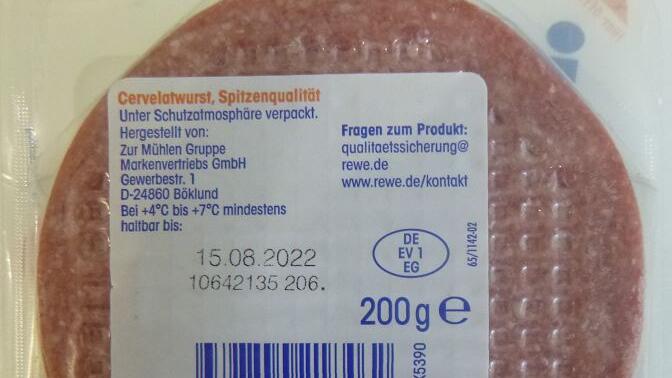 Cervelatwurst, Spitzenqualität
Unter Schutzatmosphäre verpackt.
Hergestellt von:
Zur Mühlen Gruppe
Markenvertriebs GmbH
Gewerbestr. 1
D-24860 Böklund
Bei +4°C bis +7°C mindestens
haltbar bis:
15.08.2022
10642135 206.
Fragen zum Produkt:
qualitaetssicherung@
rewe.de
www.rewe.de/kontakt
DE
EV 1
EG
65/1142-02
200g e